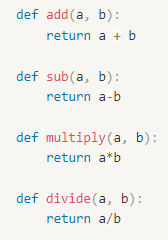 def add(a, b):
    return a + b
def sub(a, b):
    return a-b
def multiply(a, b):
    return a*b
def divide(a, b):
    return a/b